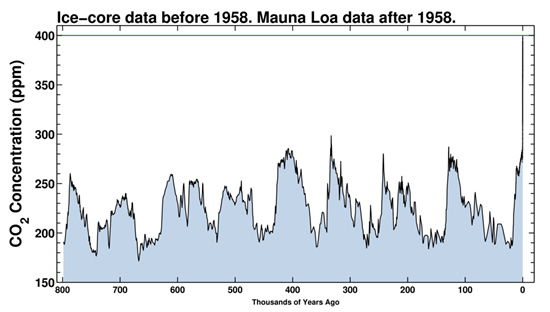 Ice-core data before 1958. Mauna Loa data after 1958.
CO2 Concentration (ppm)
400
350
300
250
200
150
800 700 600 500 400 300 200 100 0
Thousands of Years Ago